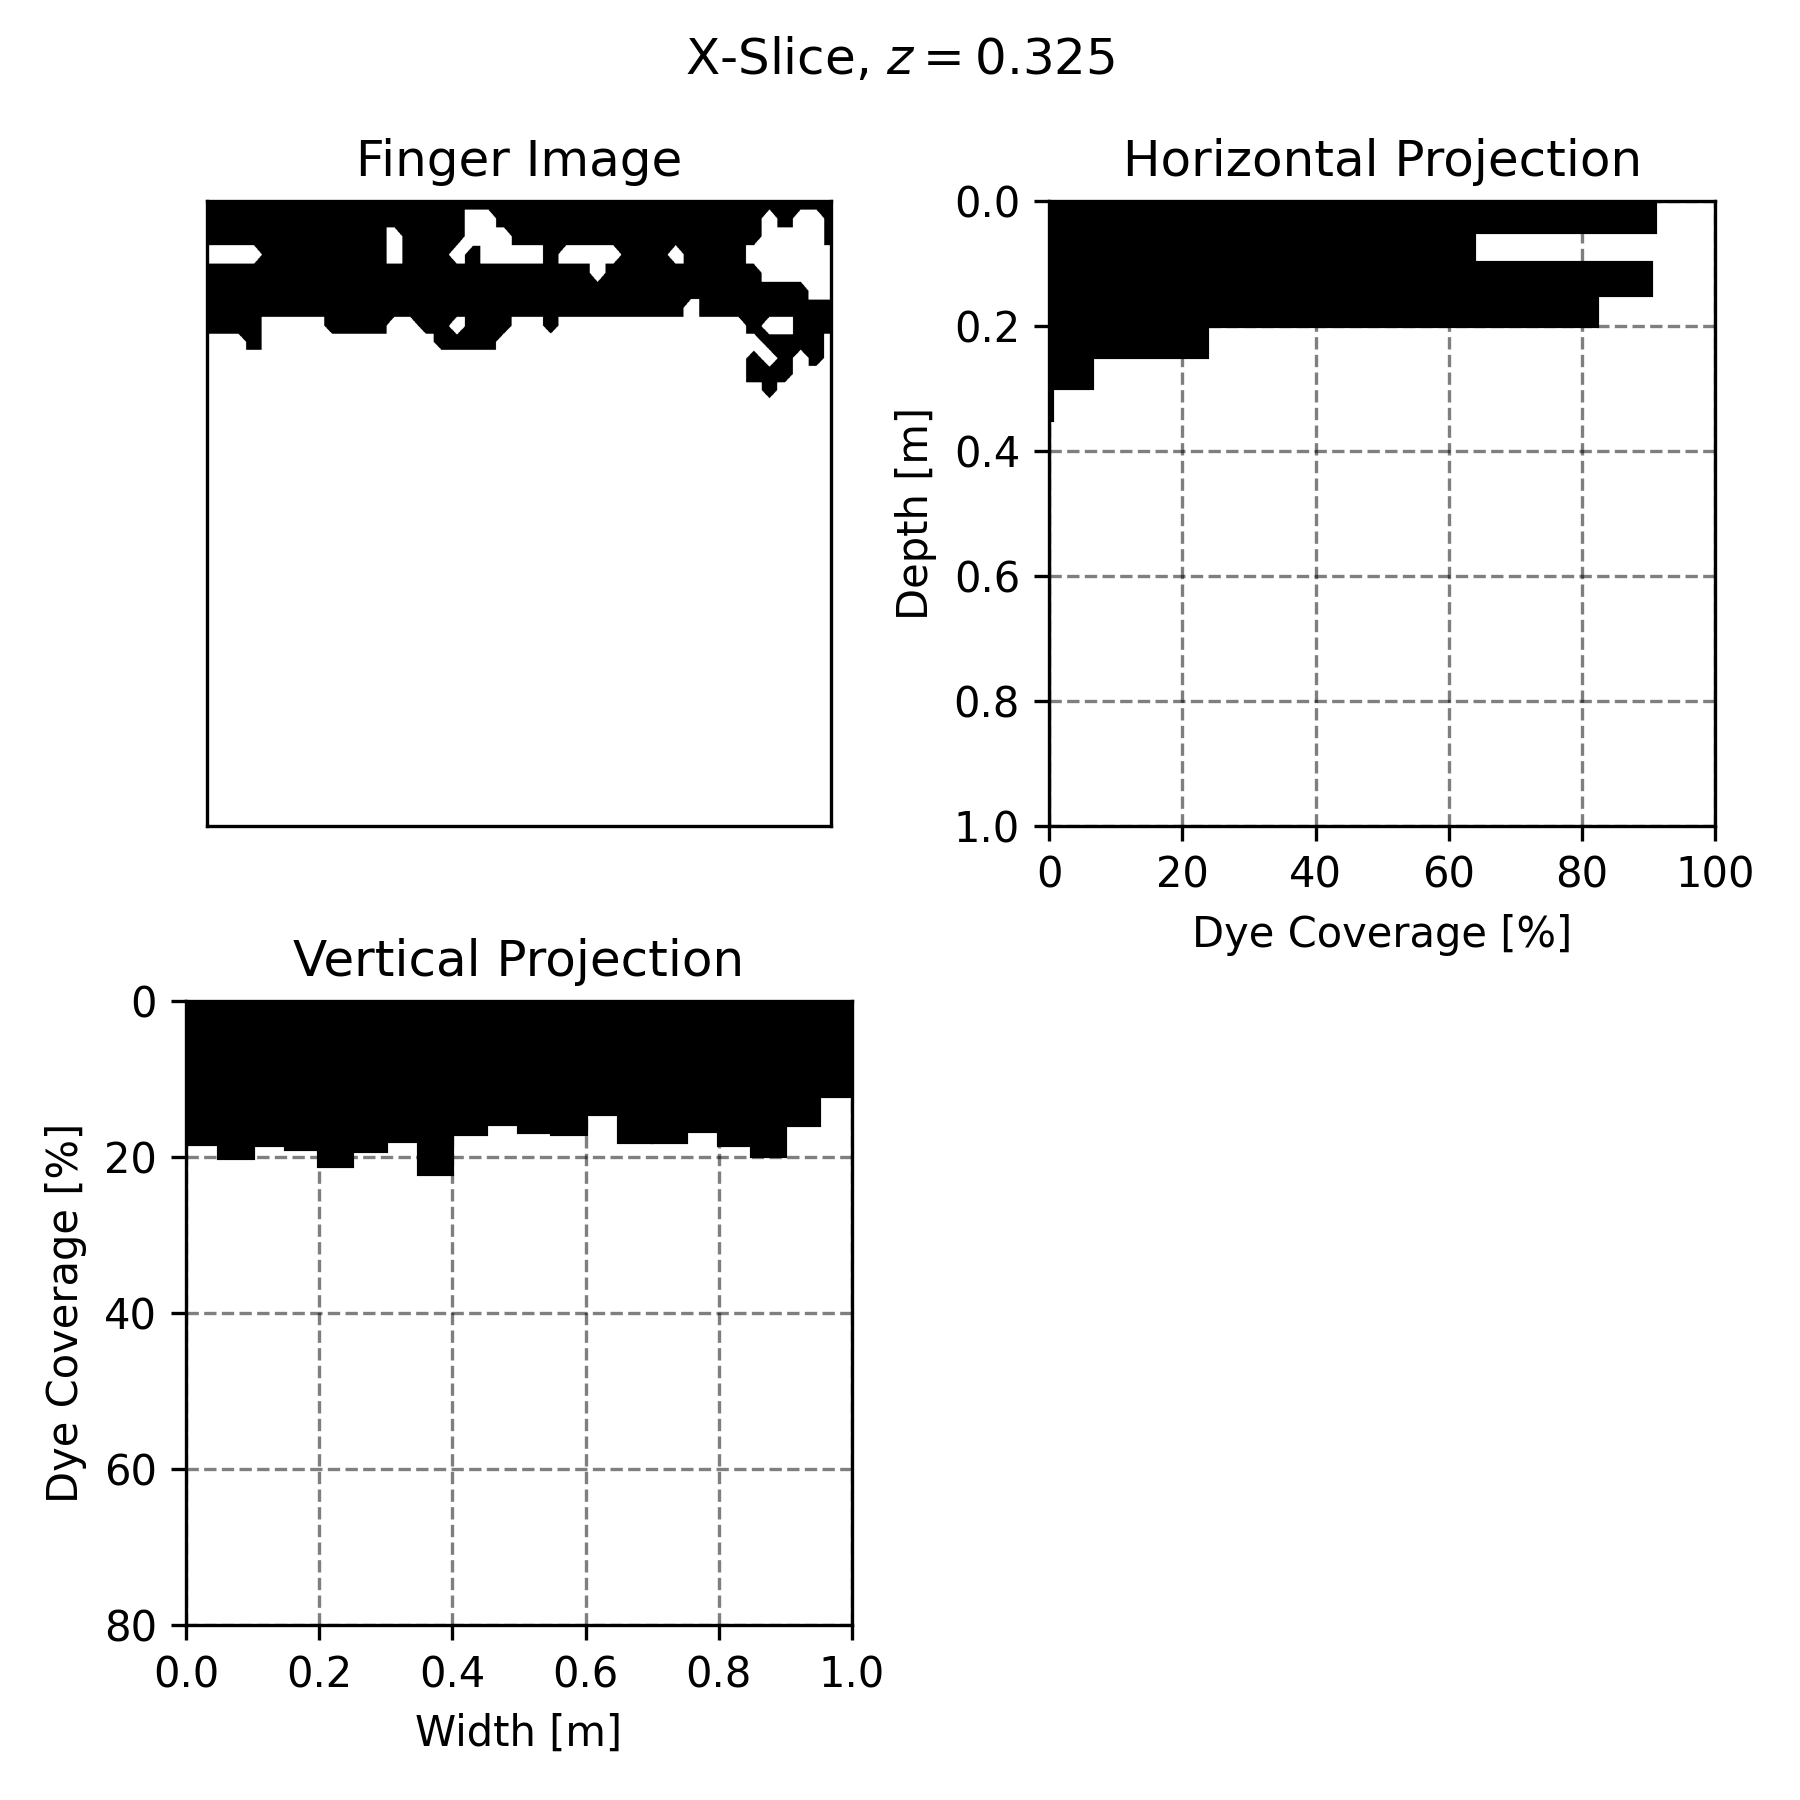 X-Slice, z = 0.325
Finger Image
Horizontal Projection
0.0
0.2
0.4
0.6
0.8
1.0
Depth [m]
0 20 40 60 80 100
Dye Coverage [%]
Vertical Projection
0
20
40
60
80
Dye Coverage [%]
0.0 0.2 0.4 0.6 0.8 1.0
Width [m]